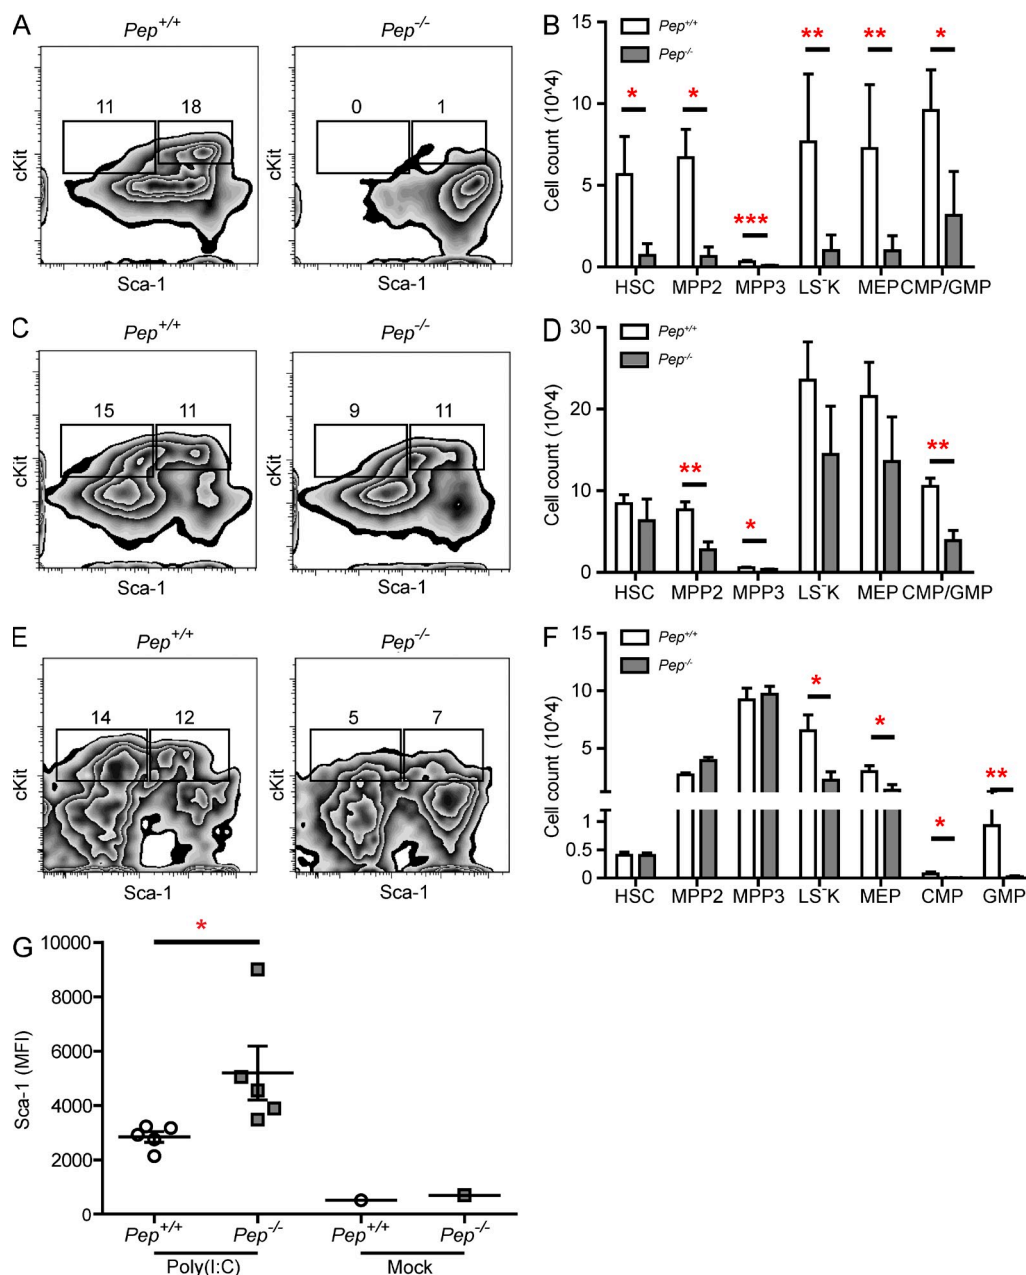 A
Pep+/+
Pep-/-
11
18
0
1
cKit
cKit
Sca-1
Sca-1
B
Pep+/+
Pep-/-
Cell count (10^4)
15
10
5
0
*
*
***
**
**
*
HSC
MPP2
MPP3
LS-K
MEP
CMP/GMP
C
Pep+/+
Pep-/-
15
11
9
11
cKit
cKit
Sca-1
Sca-1
D
Pep+/+
Pep-/-
Cell count (10^4)
30
20
10
0
**
*
**
HSC
MPP2
MPP3
LS-K
MEP
CMP/GMP
E
Pep+/+
Pep-/-
14
12
5
7
cKit
cKit
Sca-1
Sca-1
F
Pep+/+
Pep-/-
Cell count (10^4)
15
10
5
1
0.5
0
*
*
*
**
HSC
MPP2
MPP3
LS-K
MEP
CMP
GMP
G
Sca-1 (MFI)
10000
8000
6000
4000
2000
0
*
Pep+/+
Pep-/-
Pep+/+
Pep-/-
Poly(I:C)
Mock